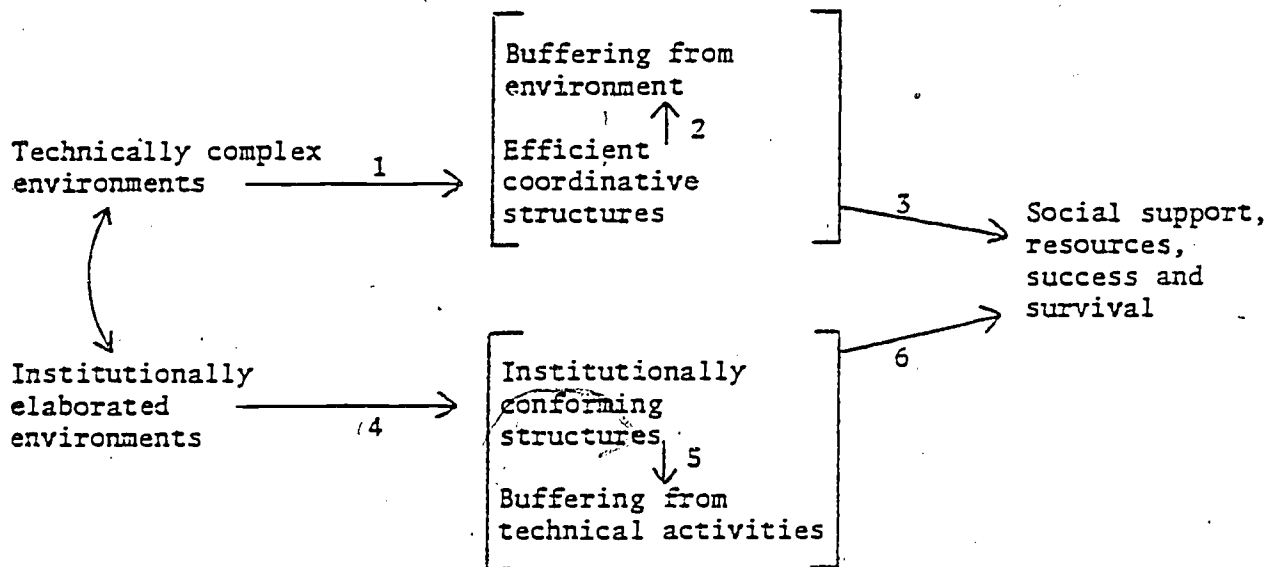 Buffering from
environment
2
Efficient
coordinative
structures
Technically complex
environments
1
3
Social support,
resources,
success and
survival
Institutionally
elaborated
environments
4
Institutionally
conforming
structures
5
Buffering from
technical activities
6